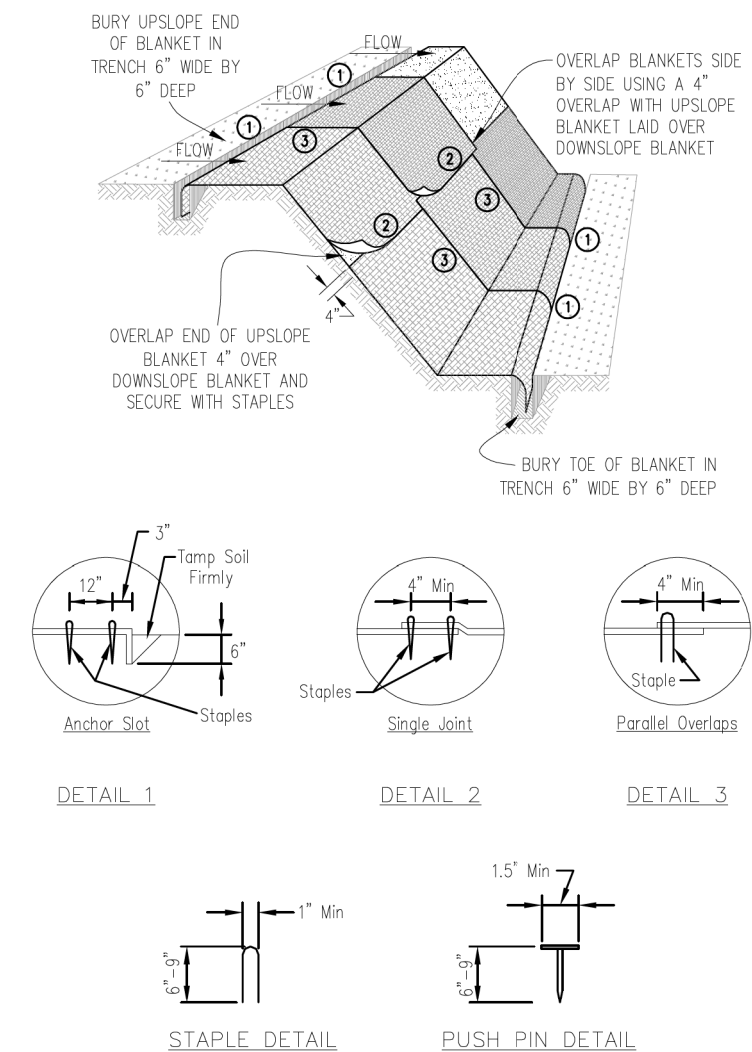 BURY UPSLOPE END
OF BLANKET IN
TRENCH 6" WIDE BY
6" DEEP
FLOW
FLOW
FLOW
1
1
3
2
2
3
3
1
1
OVERLAP BLANKETS SIDE
BY SIDE USING A 4"
OVERLAP WITH UPSLOPE
BLANKET LAID OVER
DOWNSLOPE BLANKET
4"
OVERLAP END OF UPSLOPE
BLANKET 4" OVER
DOWNSLOPE BLANKET AND
SECURE WITH STAPLES
BURY TOE OF BLANKET IN
TRENCH 6" WIDE BY 6" DEEP
3"
12"
Tamp Soil
Firmly
6"
Staples
Anchor Slot
DETAIL 1
4" Min
Staples
Single Joint
DETAIL 2
4" Min
Staple
Parallel Overlaps
DETAIL 3
1" Min
6"-9"
STAPLE DETAIL
1.5" Min
6"-9"
PUSH PIN DETAIL